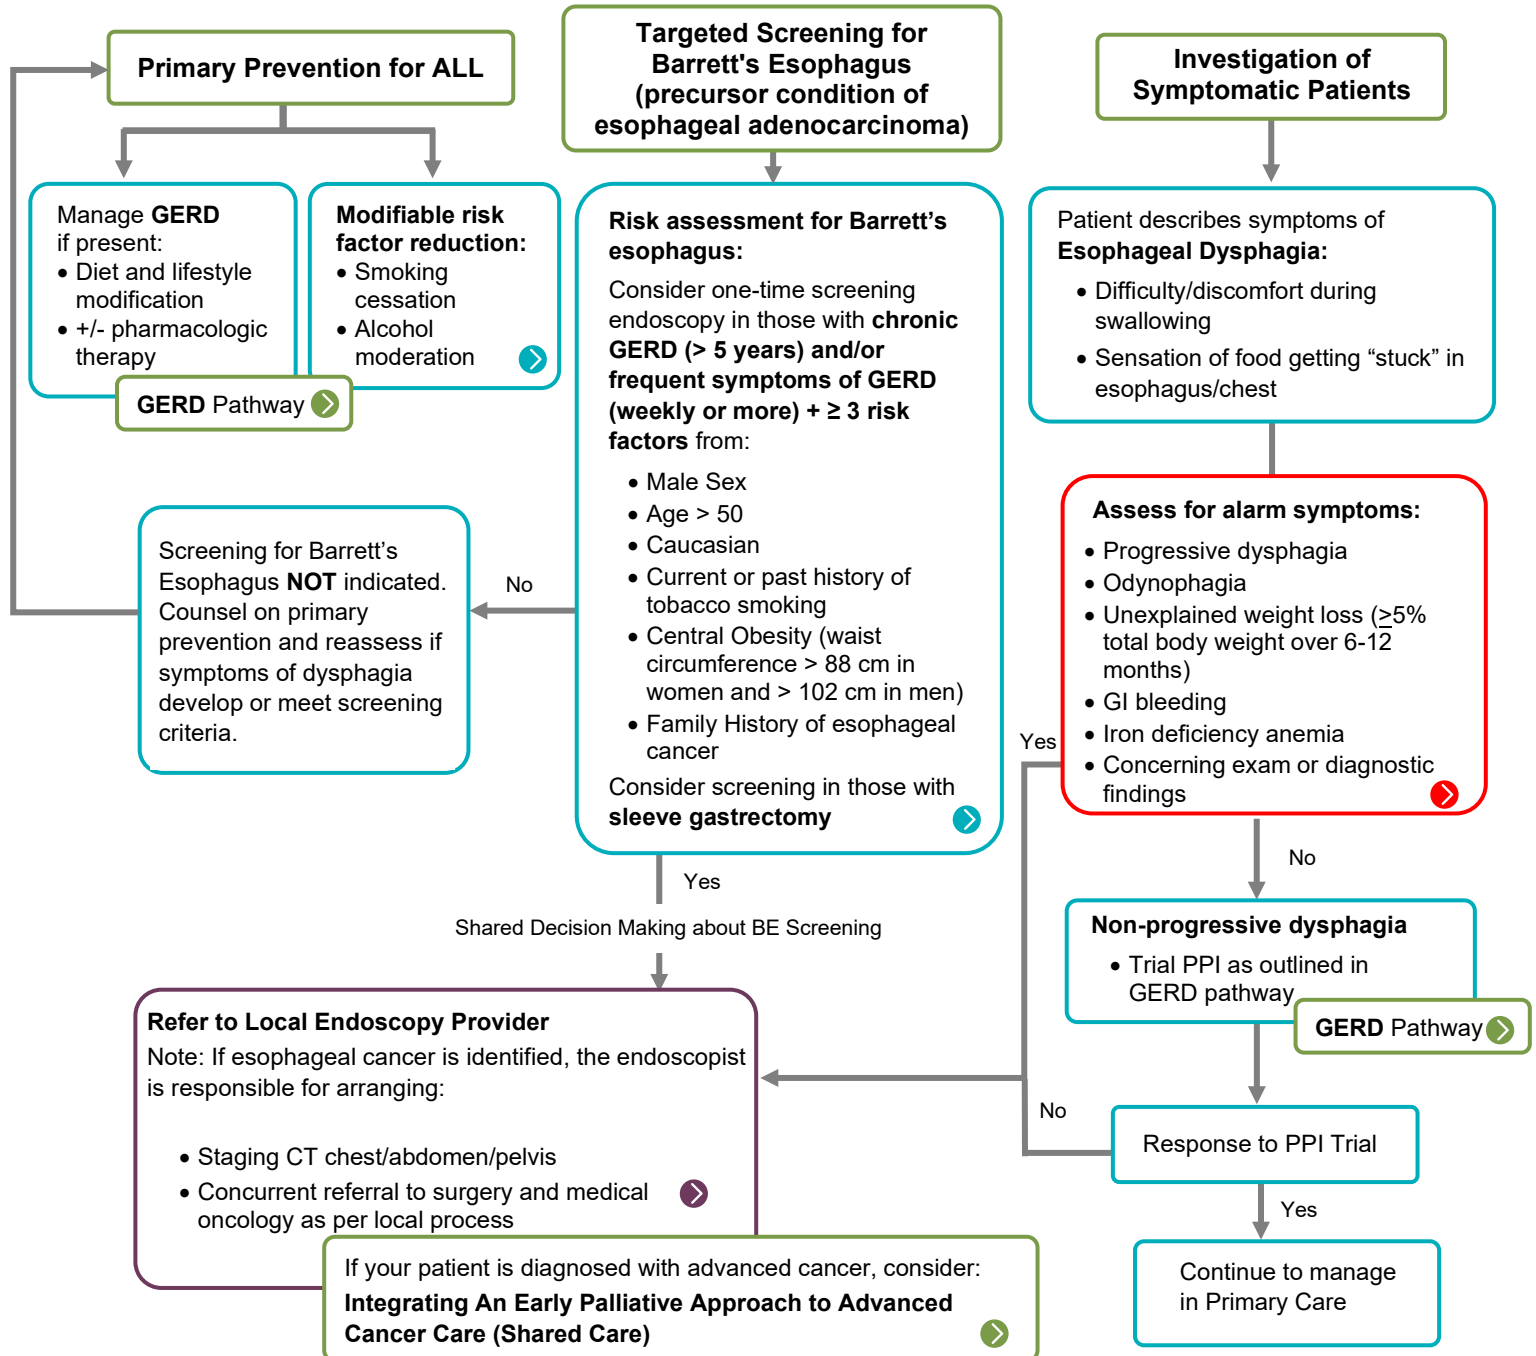 Primary Prevention for ALL
Manage GERD
if present:
• Diet and lifestyle
modification
• +/- pharmacologic
therapy
GERD Pathway
Modifiable risk
factor reduction:
• Smoking
cessation
• Alcohol
moderation
Screening for Barrett’s
Esophagus NOT indicated.
Counsel on primary
prevention and reassess if
symptoms of dysphagia
develop or meet screening
criteria.
No
Targeted Screening for
Barrett's Esophagus
(precursor condition of
esophageal adenocarcinoma)
Risk assessment for Barrett’s
esophagus:
Consider one-time screening
endoscopy in those with chronic
GERD (> 5 years) and/or
frequent symptoms of GERD
(weekly or more) + ≥ 3 risk
factors from:
• Male Sex
• Age > 50
• Caucasian
• Current or past history of
tobacco smoking
• Central Obesity (waist
circumference > 88 cm in
women and > 102 cm in men)
• Family History of esophageal
cancer
Consider screening in those with
sleeve gastrectomy
Yes
Shared Decision Making about BE Screening
Refer to Local Endoscopy Provider
Note: If esophageal cancer is identified, the endoscopist
is responsible for arranging:
• Staging CT chest/abdomen/pelvis
• Concurrent referral to surgery and medical
oncology as per local process
If your patient is diagnosed with advanced cancer, consider:
Integrating An Early Palliative Approach to Advanced
Cancer Care (Shared Care)
Investigation of
Symptomatic Patients
Patient describes symptoms of
Esophageal Dysphagia:
• Difficulty/discomfort during
swallowing
• Sensation of food getting “stuck” in
esophagus/chest
Assess for alarm symptoms:
• Progressive dysphagia
• Odynophagia
• Unexplained weight loss (≥5%
total body weight over 6-12
months)
• GI bleeding
• Iron deficiency anemia
• Concerning exam or diagnostic
findings
Yes
No
Non-progressive dysphagia
• Trial PPI as outlined in
GERD pathway
GERD Pathway
No
Response to PPI Trial
Yes
Continue to manage
in Primary Care